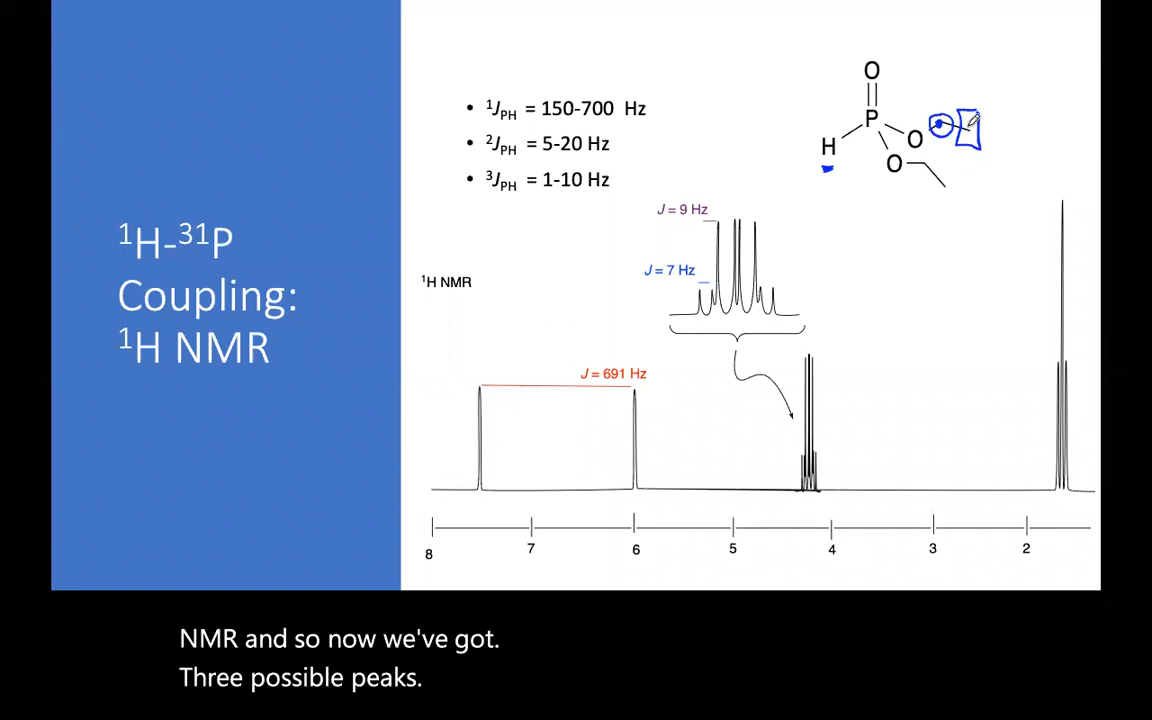 ¹H-³¹P
Coupling:
¹H NMR
• ¹J_PH = 150-700 Hz
• ²J_PH = 5-20 Hz
• ³J_PH = 1-10 Hz
O
P
H
O
O
J = 9 Hz
J = 7 Hz
¹H NMR
J = 691 Hz
8 7 6 5 4 3 2
NMR and so now we've got.
Three possible peaks.